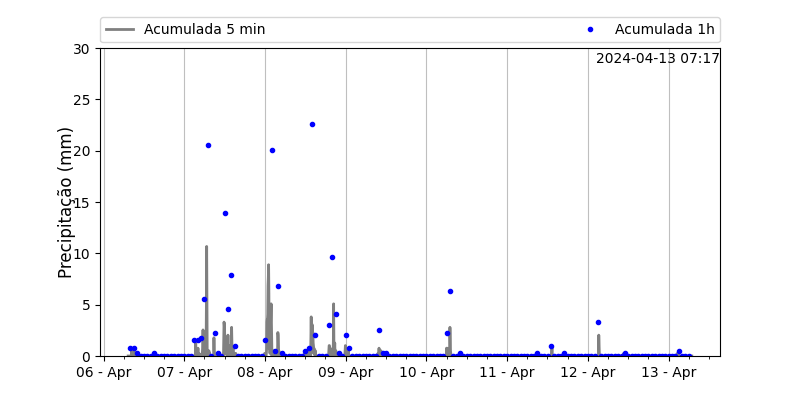 Acumulada 5 min
Acumulada 1h
2024-04-13 07:17
Precipitação (mm)
30
25
20
15
10
5
0
06 - Apr
07 - Apr
08 - Apr
09 - Apr
10 - Apr
11 - Apr
12 - Apr
13 - Apr